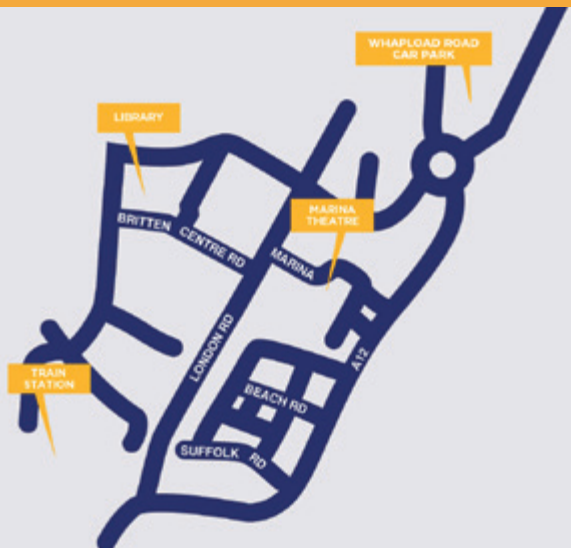 WHAPLOAD ROAD
CAR PARK
LIBRARY
MARINA
THEATRE
BRITTEN
CENTRE RD
MARINA
LONDON RD
A12
TRAIN
STATION
BEACH RD
SUFFOLK
RD